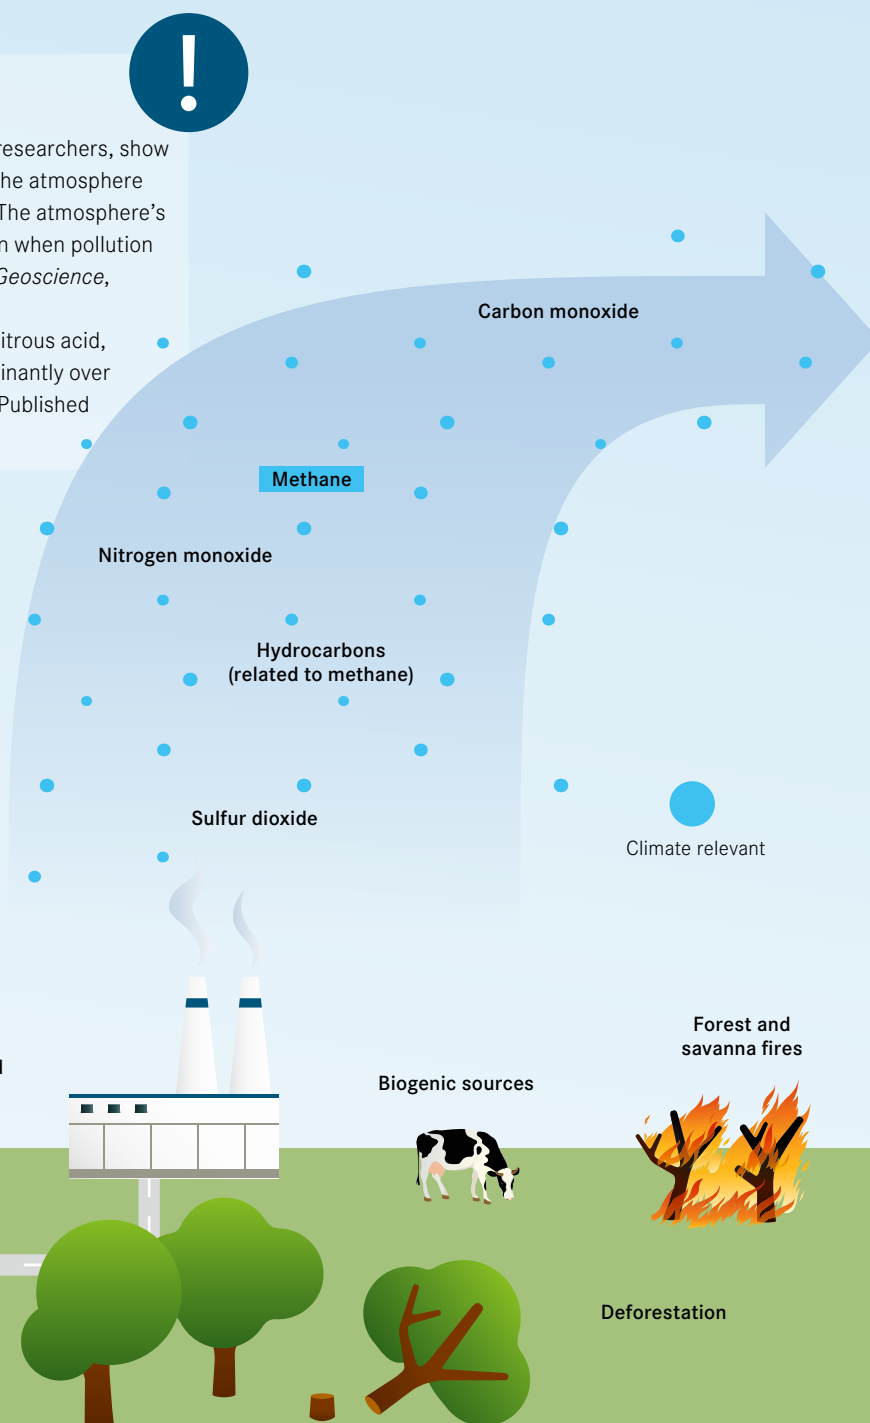 !
researchers, show
he atmosphere
The atmosphere’s
n when pollution
Geoscience,
itrous acid,
inantly over
Published
Carbon monoxide
Methane
Nitrogen monoxide
Hydrocarbons
(related to methane)
Sulfur dioxide
Climate relevant
Forest and
savanna fires
Biogenic sources
Deforestation